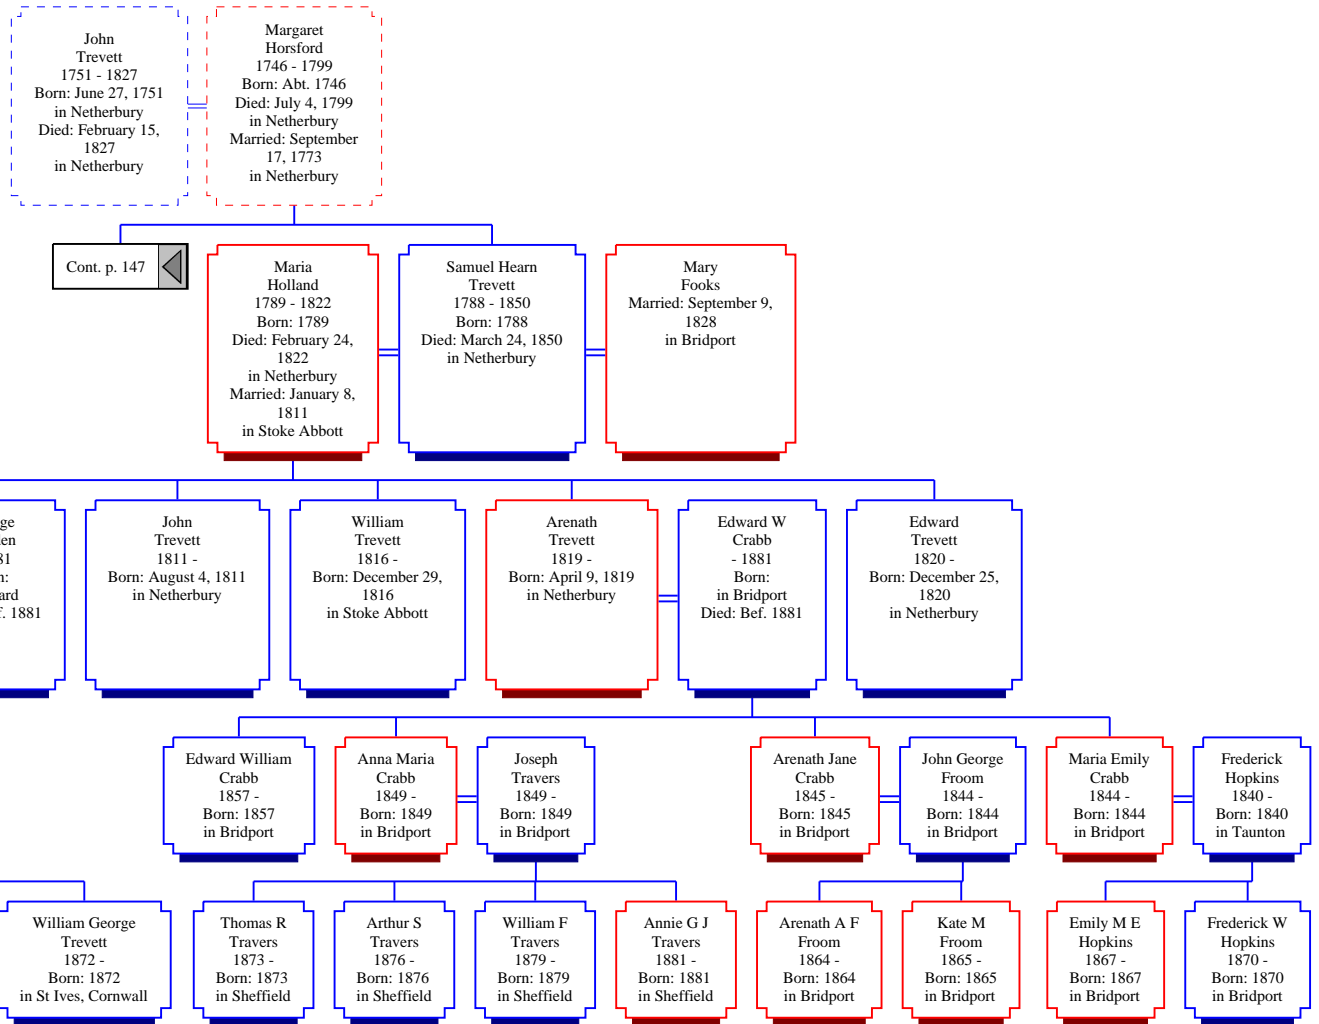 John
Trevett
1751 - 1827
Born: June 27, 1751
in Netherbury
Died: February 15,
1827
in Netherbury
Margaret
Horsford
1746 - 1799
Born: Abt. 1746
Died: July 4, 1799
in Netherbury
Married: September
17, 1773
in Netherbury
Cont. p. 147
Maria
Holland
1789 - 1822
Born: 1789
Died: February 24,
1822
in Netherbury
Married: January 8,
1811
in Stoke Abbott
Samuel Hearn
Trevett
1788 - 1850
Born: 1788
Died: March 24, 1850
in Netherbury
Mary
Fooks
Married: September 9,
1828
in Bridport
1881
John
Trevett
1811 -
Born: August 4, 1811
in Netherbury
William
Trevett
1816 -
Born: December 29,
1816
in Stoke Abbott
Arenath
Trevett
1819 -
Born: April 9, 1819
in Netherbury
Edward W
Crabb
- 1881
Born:
in Bridport
Died: Bef. 1881
Edward
Trevett
1820 -
Born: December 25,
1820
in Netherbury
Edward William
Crabb
1857 -
Born: 1857
in Bridport
Anna Maria
Crabb
1849 -
Born: 1849
in Bridport
Joseph
Travers
1849 -
Born: 1849
in Bridport
Arenath Jane
Crabb
1845 -
Born: 1845
in Bridport
John George
Froom
1844 -
Born: 1844
in Bridport
Maria Emily
Crabb
1844 -
Born: 1844
in Bridport
Frederick
Hopkins
1840 -
Born: 1840
in Taunton
William George
Trevett
1872 -
Born: 1872
in St Ives, Cornwall
Thomas R
Travers
1873 -
Born: 1873
in Sheffield
Arthur S
Travers
1876 -
Born: 1876
in Sheffield
William F
Travers
1879 -
Born: 1879
in Sheffield
Annie G J
Travers
1881 -
Born: 1881
in Sheffield
Arenath A F
Froom
1864 -
Born: 1864
in Bridport
Kate M
Froom
1865 -
Born: 1865
in Bridport
Emily M E
Hopkins
1867 -
Born: 1867
in Bridport
Frederick W
Hopkins
1870 -
Born: 1870
in Bridport